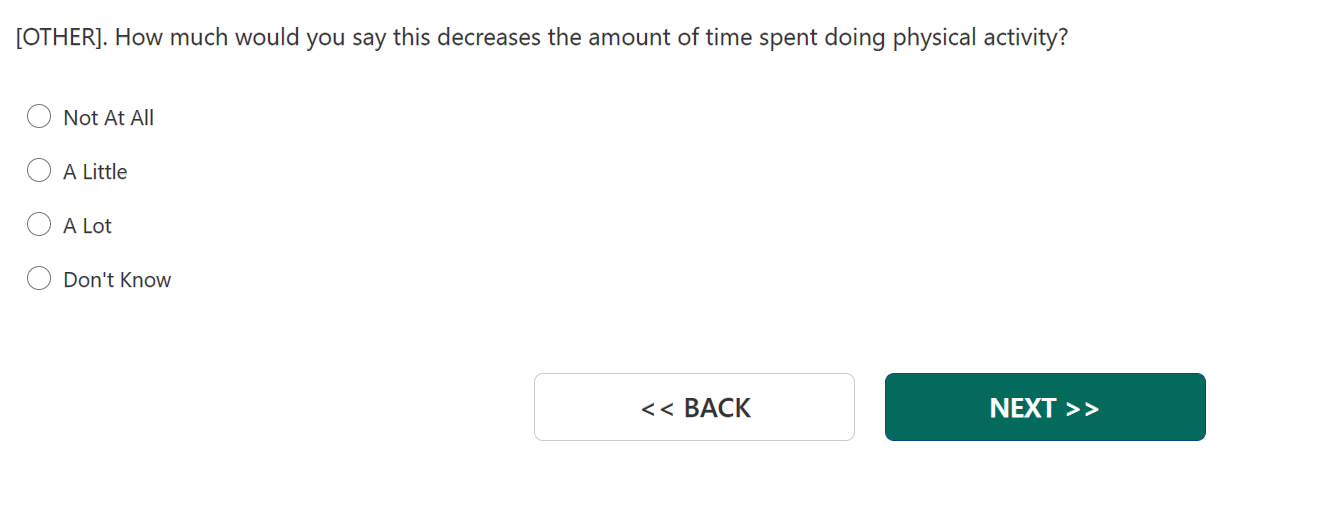 [OTHER]. How much would you say this decreases the amount of time spent doing physical activity?
Not At All
A Little
A Lot
Don't Know
<< BACK
NEXT >>